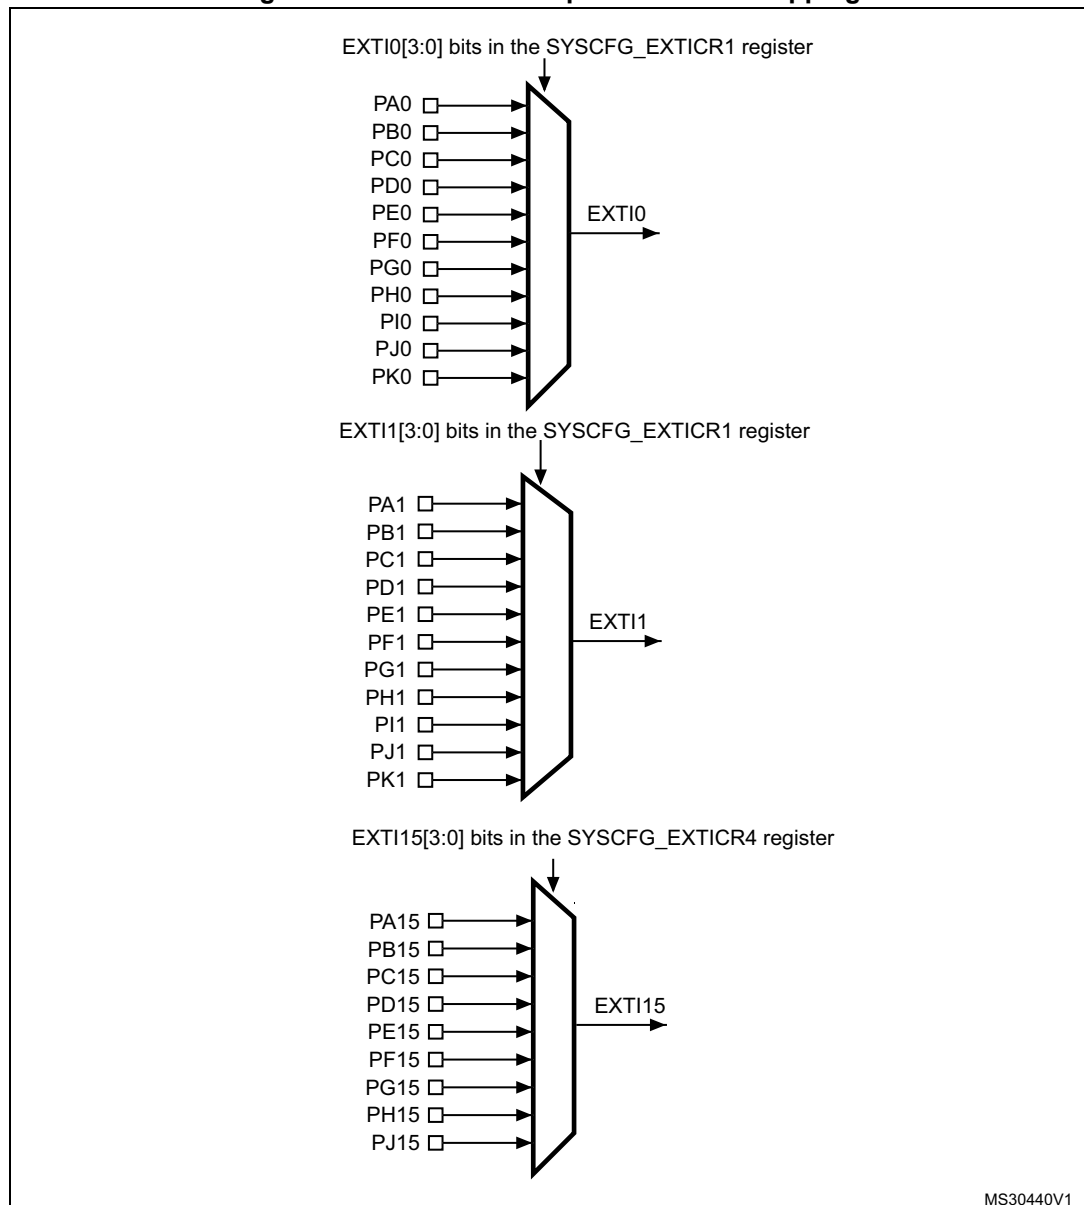 EXTI0[3:0] bits in the SYSCFG_EXTICR1 register
PA0
PB0
PC0
PD0
PE0
PF0
PG0
PH0
PI0
PJ0
PK0
EXTI0
EXTI1[3:0] bits in the SYSCFG_EXTICR1 register
PA1
PB1
PC1
PD1
PE1
PF1
PG1
PH1
PI1
PJ1
PK1
EXTI1
EXTI15[3:0] bits in the SYSCFG_EXTICR4 register
PA15
PB15
PC15
PD15
PE15
PF15
PG15
PH15
PJ15
EXTI15
MS30440V1